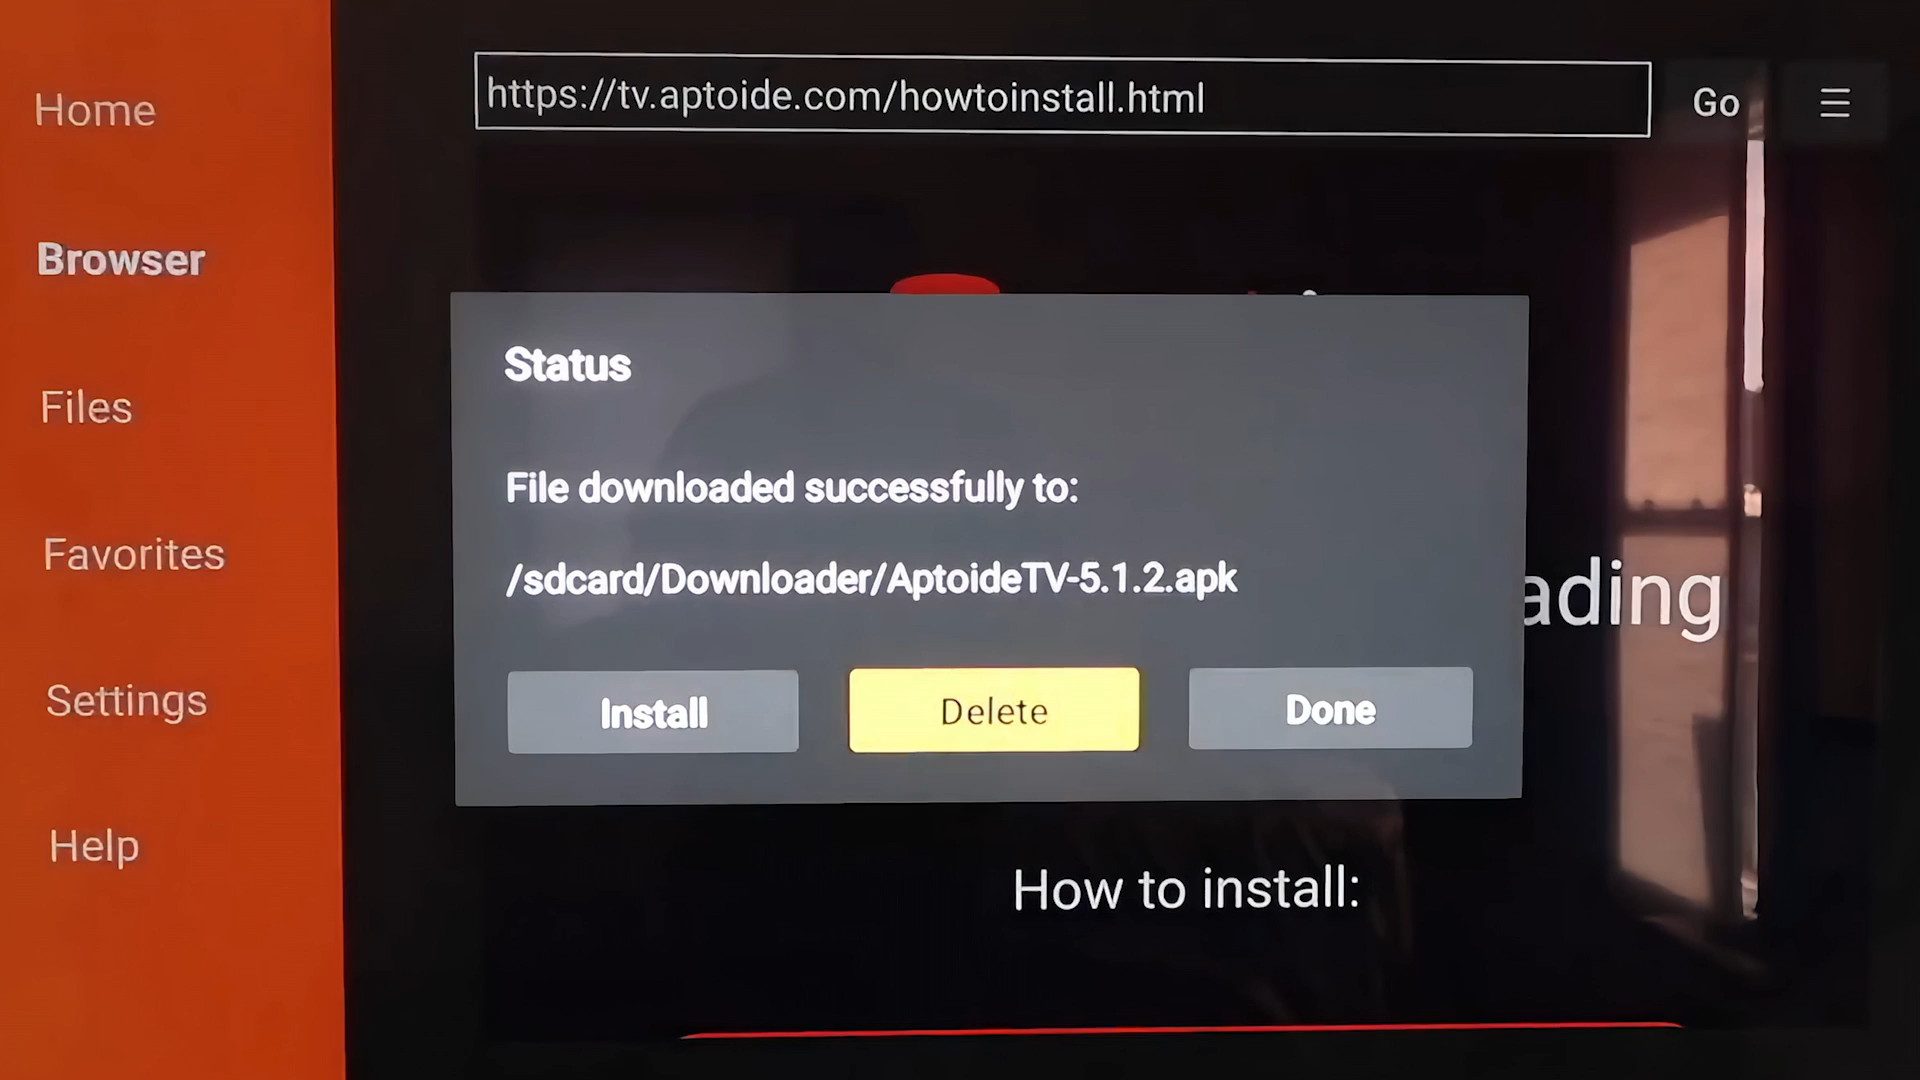 Home
Browser
Files
Favorites
Settings
Help
https://tv.aptoide.com/howtoinstall.html
Go
Status
File downloaded successfully to:
/sdcard/Downloader/AptoideTV-5.1.2.apk
Install
Delete
Done
ading
How to install: